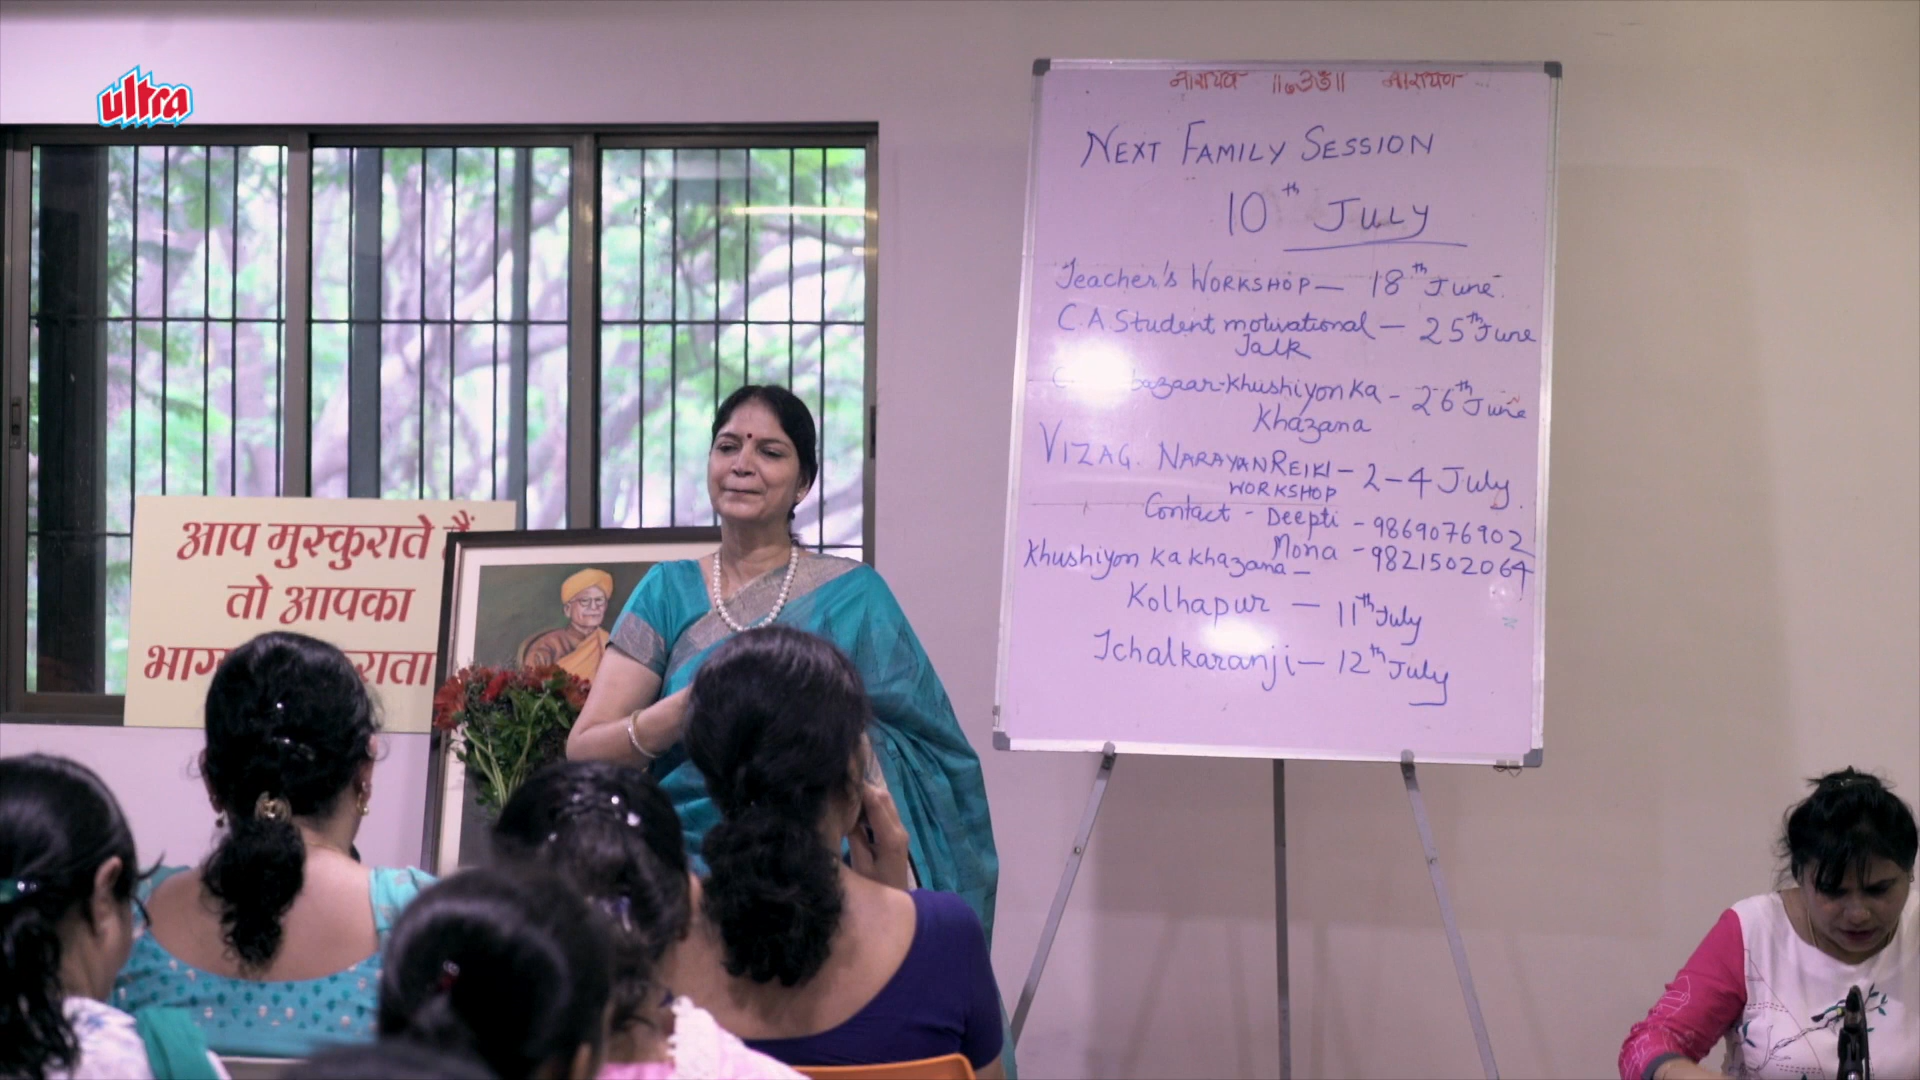 ultra
नारायण ॥ॐ॥ नारायण
NEXT FAMILY SESSION
10th JULY
Teacher's WORKSHOP — 18th June
C.A. Student motivational — 25th June
Talk
bazaar-Khushiyon Ka - 26th June
Khazana
VIZAG. NARAYAN REIKI - 2-4 July
WORKSHOP
Contact - Deepti - 9869076902
Mona - 9821502064
Khushiyon Ka Khazana -
Kolhapur — 11th July
Ichalkaranji — 12th July
आप मुस्कुराते हैं
तो आपका